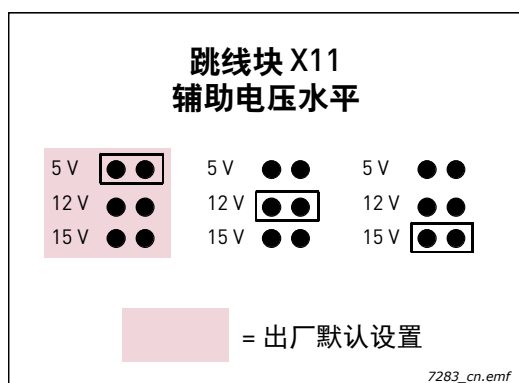 跳线块 X11
辅助电压水平
5 V 5 V 5 V
12 V 12 V 12 V
15 V 15 V 15 V
= 出厂默认设置
7283_cn.emf